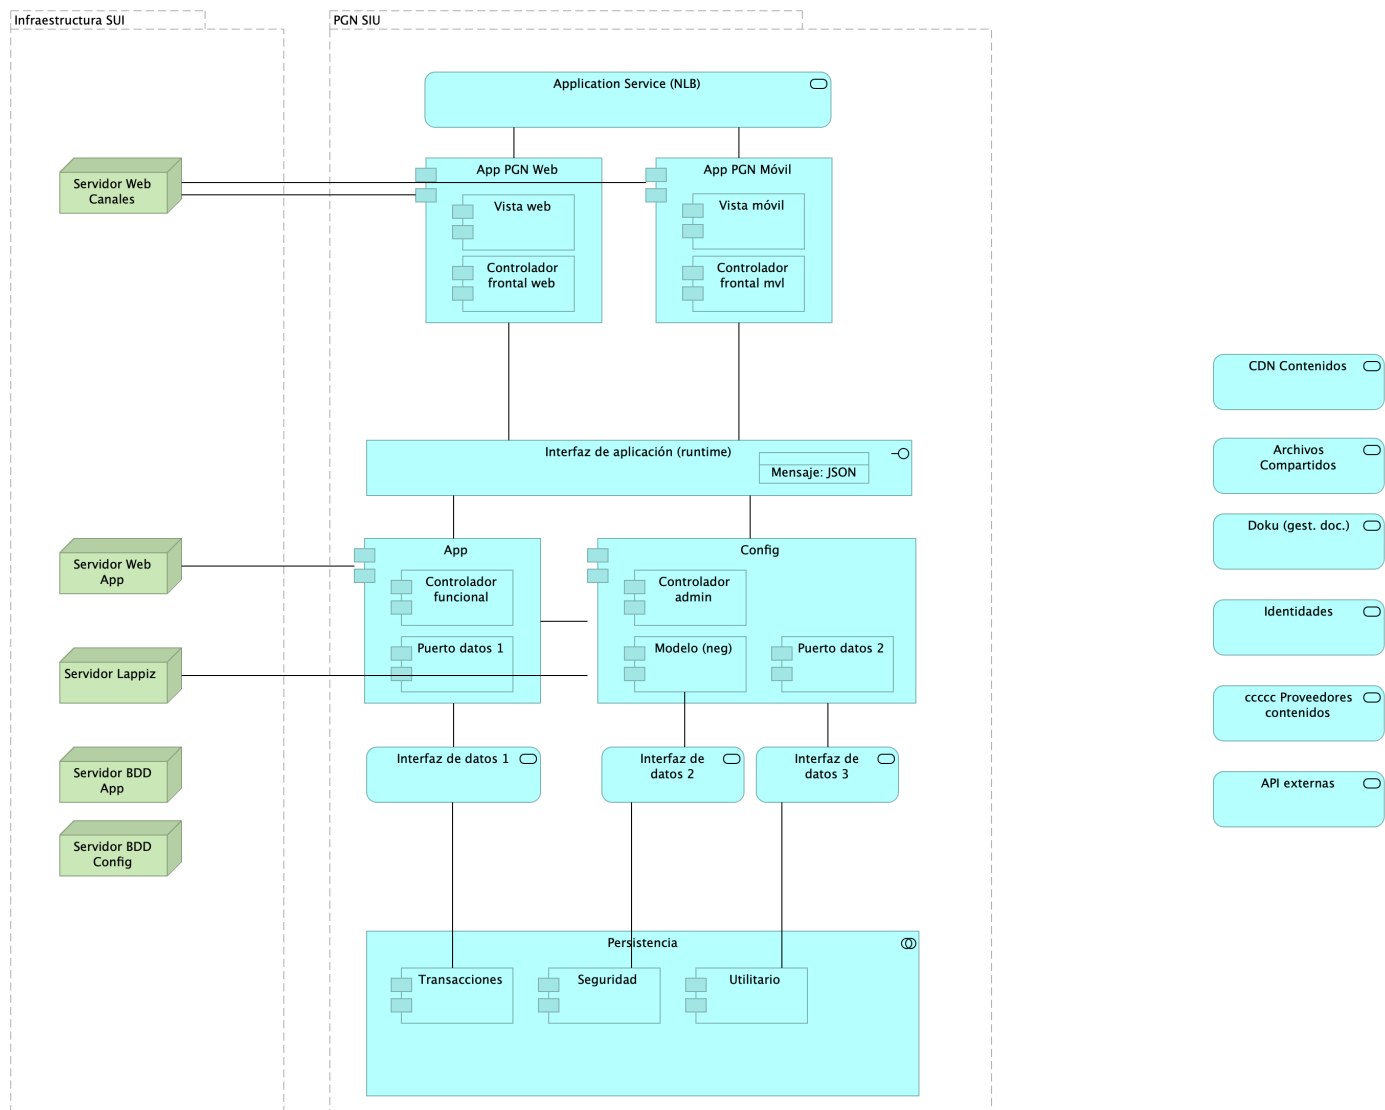 Infraestructura SUI
PGN SIU
Application Service (NLB)
Servidor Web
Canales
App PGN Web
Vista web
Controlador
frontal web
App PGN Móvil
Vista móvil
Controlador
frontal mvl
Interfaz de aplicación (runtime)
Mensaje: JSON
Servidor Web
App
App
Controlador
funcional
Puerto datos 1
Config
Controlador
admin
Modelo (neg)
Puerto datos 2
Servidor Lappiz
Servidor BDD
App
Servidor BDD
Config
Interfaz de datos 1
Interfaz de
datos 2
Interfaz de
datos 3
Persistencia
Transacciones
Seguridad
Utilitario
CDN Contenidos
Archivos
Compartidos
Doku (gest. doc.)
Identidades
ccccc Proveedores
contenidos
API externas